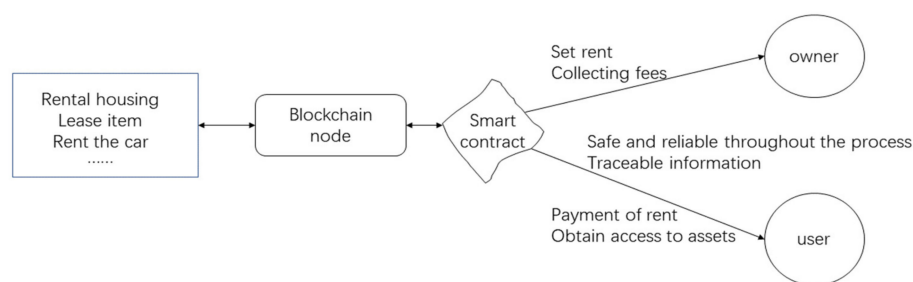 Rental housing
Lease item
Rent the car
......
Blockchain
node
Smart
contract
Set rent
Collecting fees
owner
Safe and reliable throughout the process
Traceable information
Payment of rent
Obtain access to assets
user